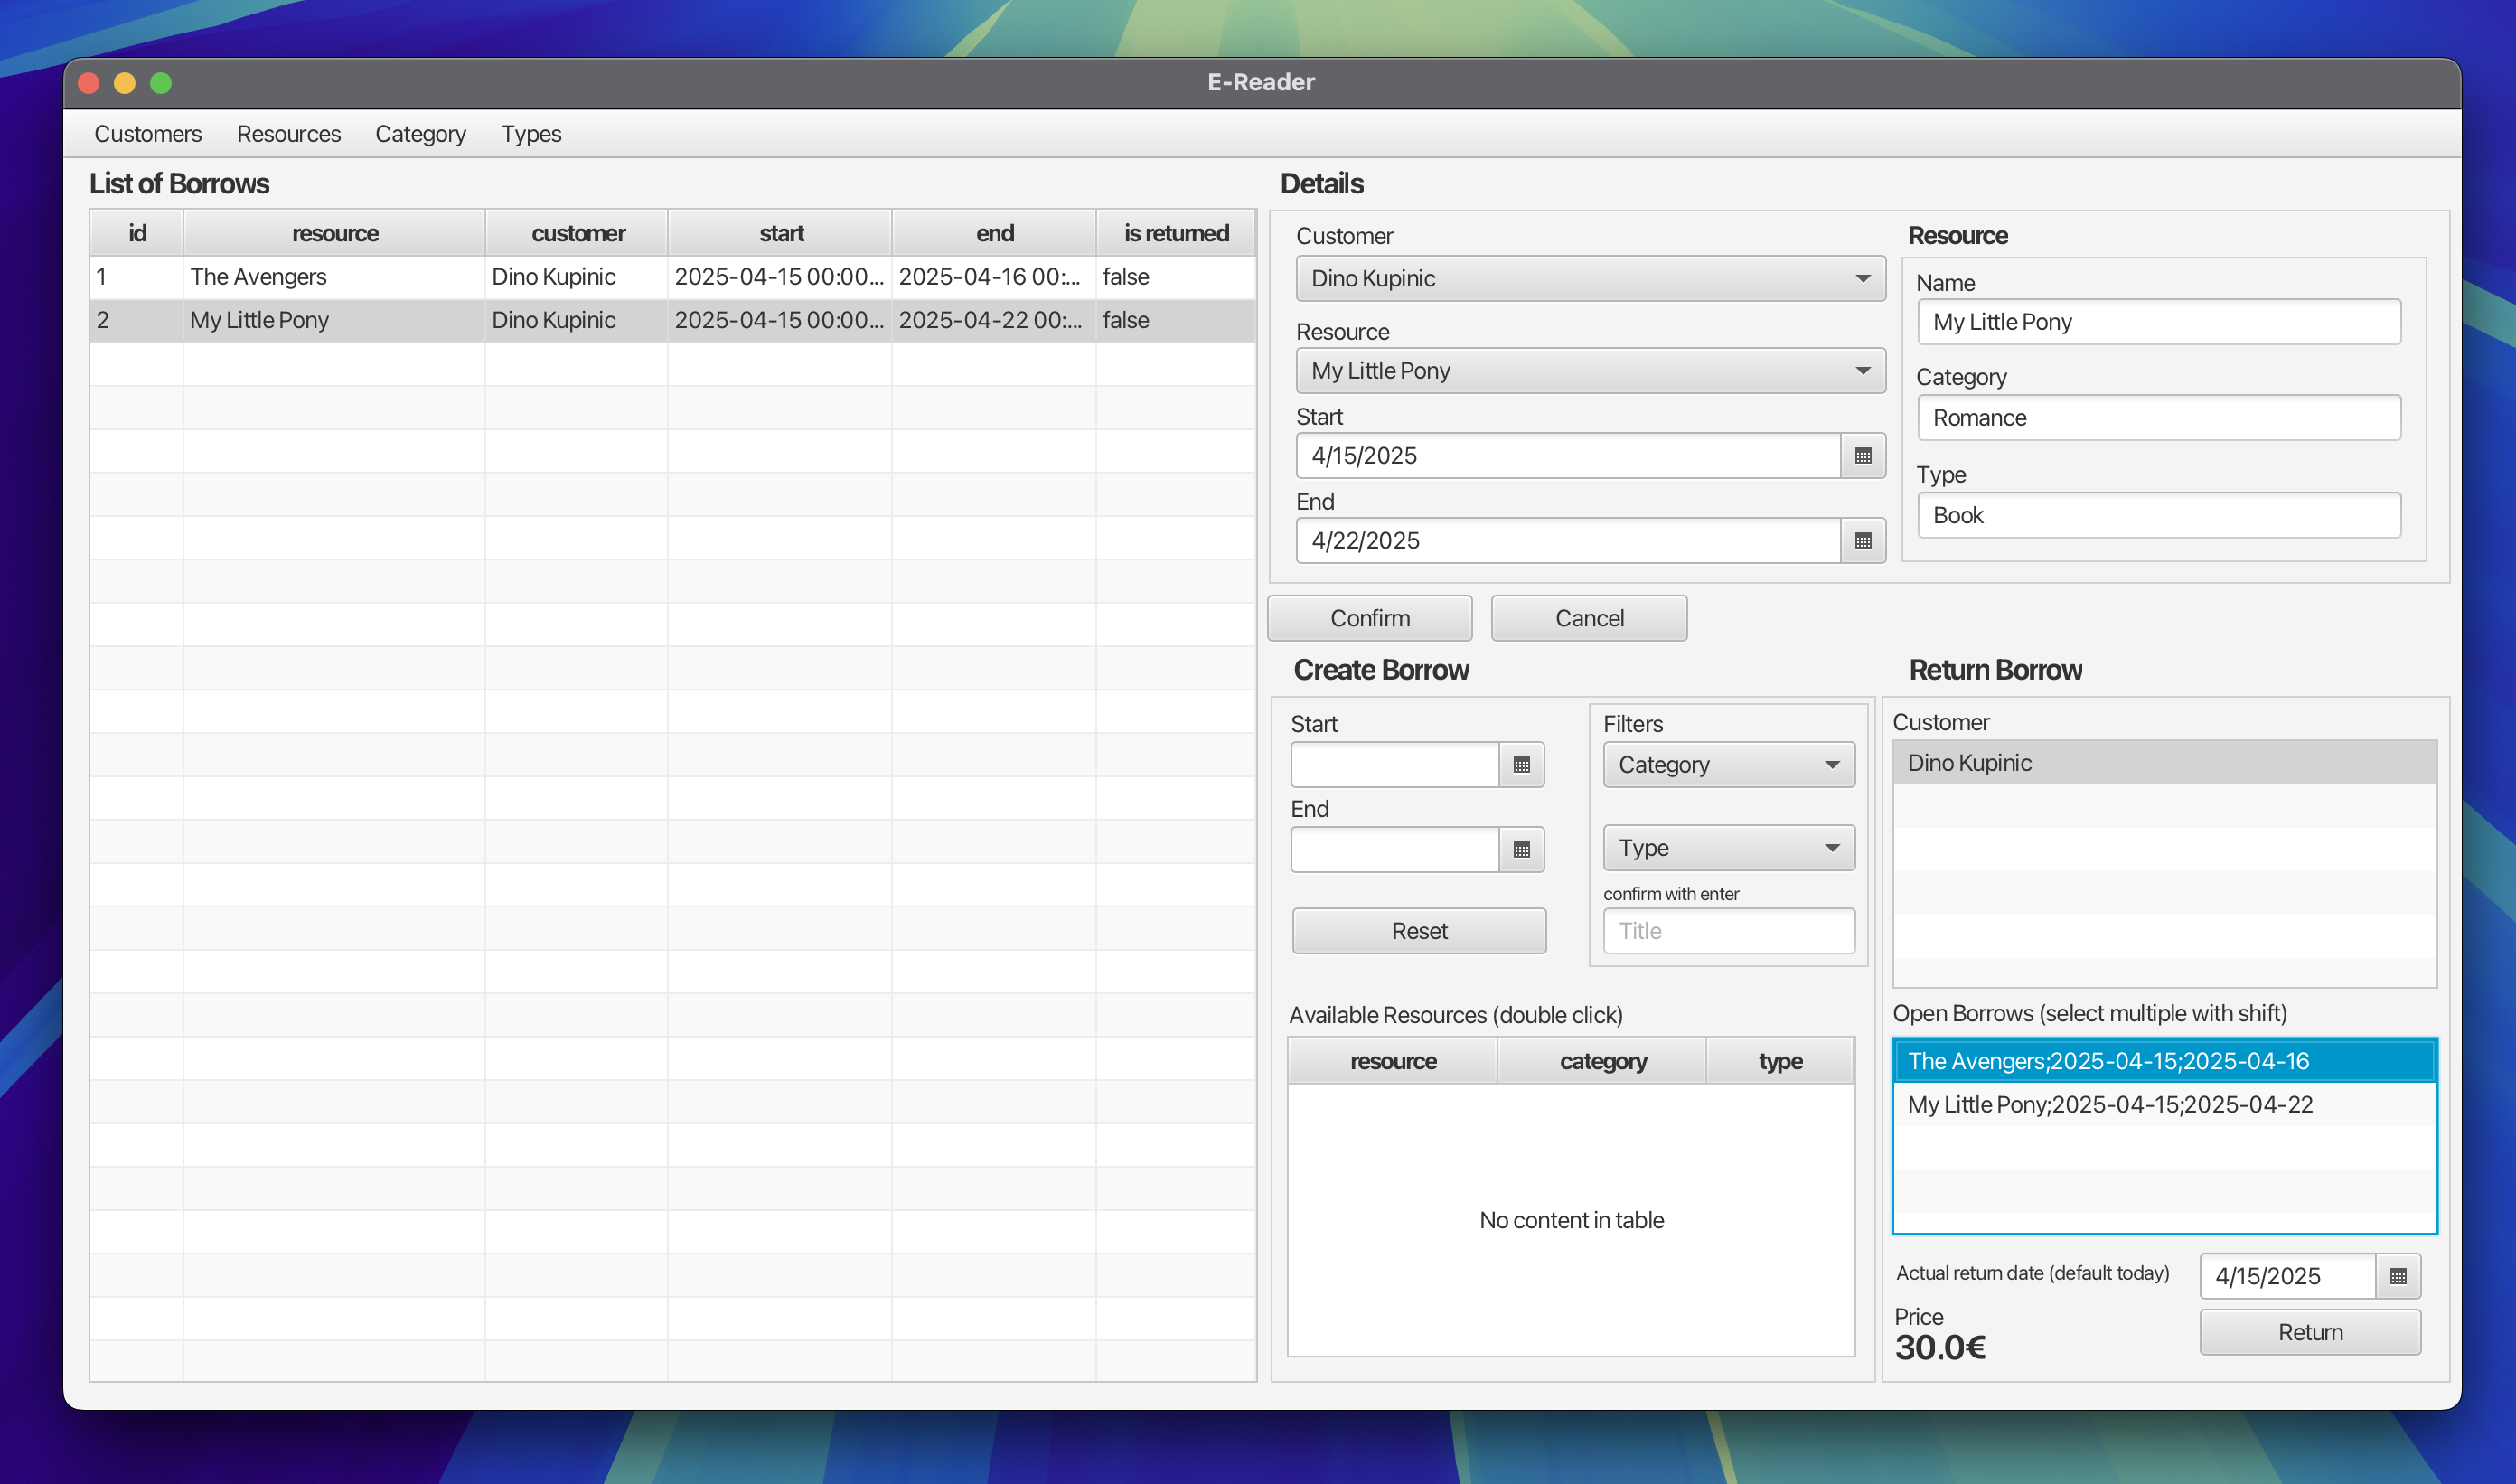 E-Reader
Customers Resources Category Types
List of Borrows
id resource customer start end is returned
1 The Avengers Dino Kupinic 2025-04-15 00:00... 2025-04-16 00:... false
2 My Little Pony Dino Kupinic 2025-04-15 00:00... 2025-04-22 00:... false
Details
Customer
Dino Kupinic
Resource
My Little Pony
Start
4/15/2025
End
4/22/2025
Resource
Name
My Little Pony
Category
Romance
Type
Book
Confirm Cancel
Create Borrow
Start
End
Reset
Filters
Category
Type
confirm with enter
Title
Available Resources (double click)
resource category type
No content in table
Return Borrow
Customer
Dino Kupinic
Open Borrows (select multiple with shift)
The Avengers;2025-04-15;2025-04-16
My Little Pony;2025-04-15;2025-04-22
Actual return date (default today) 4/15/2025
Price
30.0€
Return